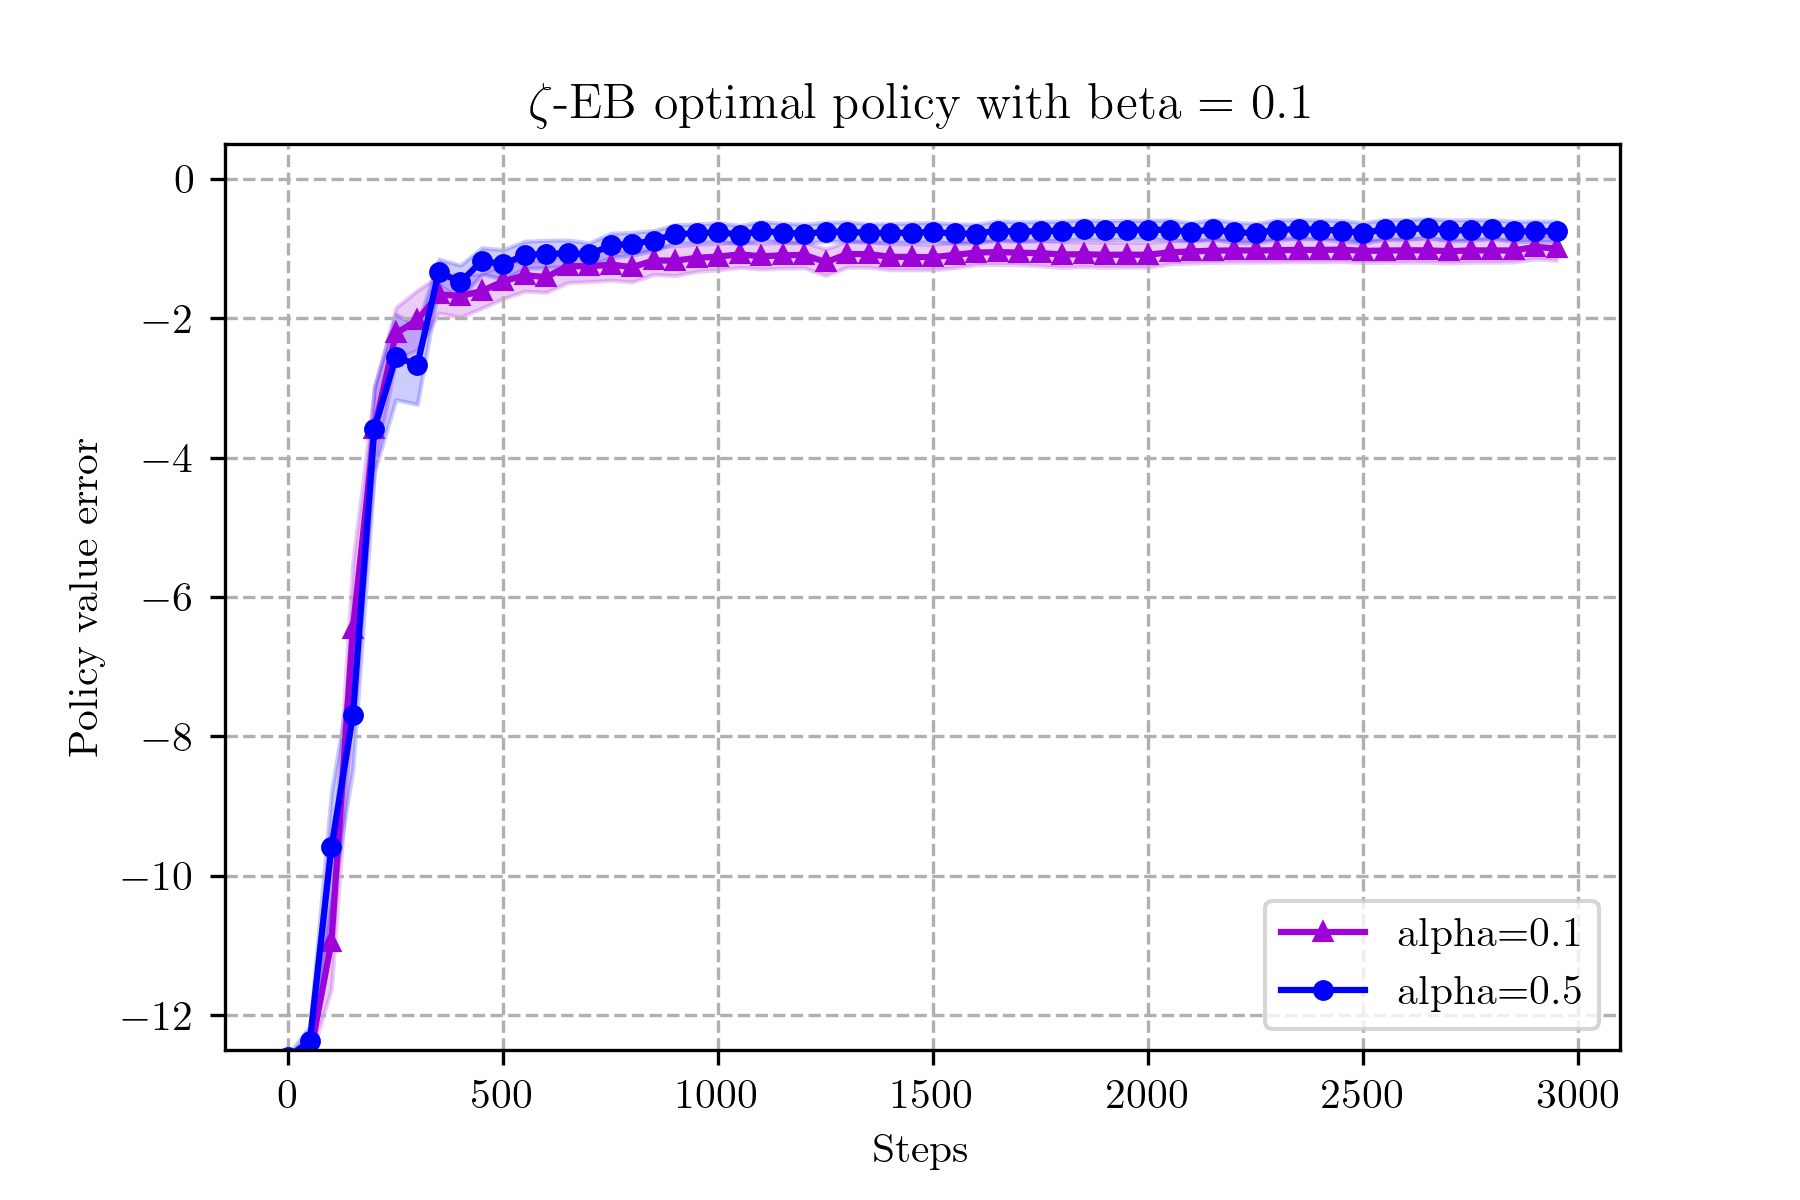 ζ-EB optimal policy with beta = 0.1
Policy value error
0
−2
−4
−6
−8
−10
−12
alpha=0.1
alpha=0.5
0 500 1000 1500 2000 2500 3000
Steps